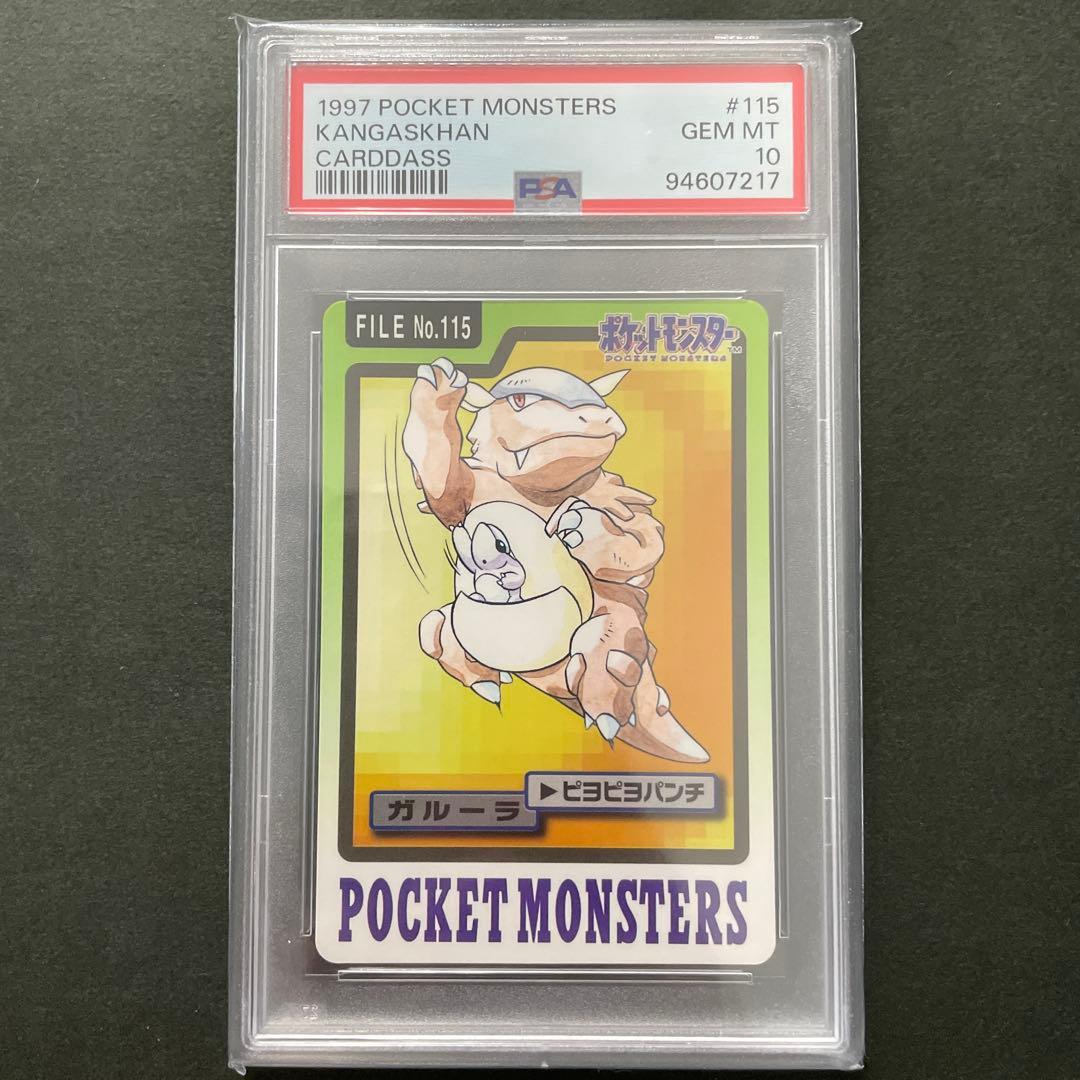 1997 POCKET MONSTERS #115
KANGASKHAN GEM MT
CARDDASS 10
PSA 94607217
FILE No.115
ポケットモンスター™
POCKET MONSTERS
▶ピヨピヨパンチ
ガルーラ
POCKET MONSTERS